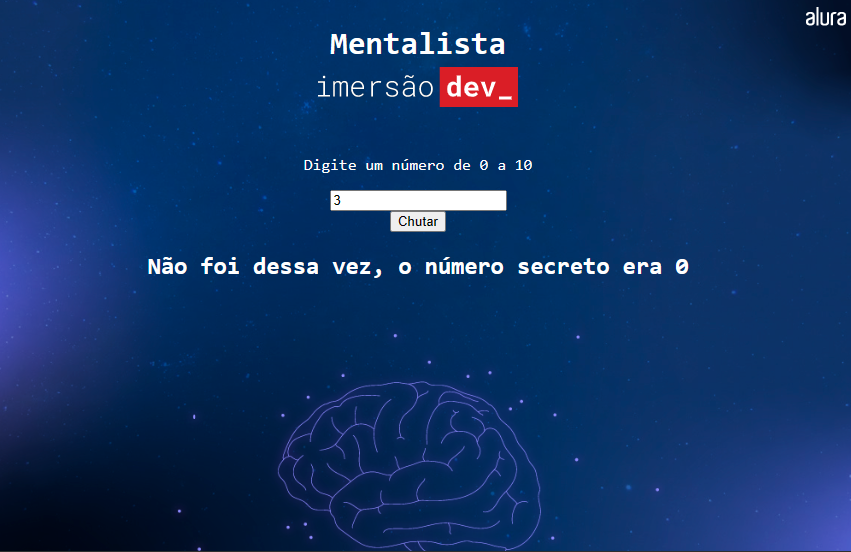 alura
Mentalista
imersão dev_
Digite um número de 0 a 10
3
Chutar
Não foi dessa vez, o número secreto era 0